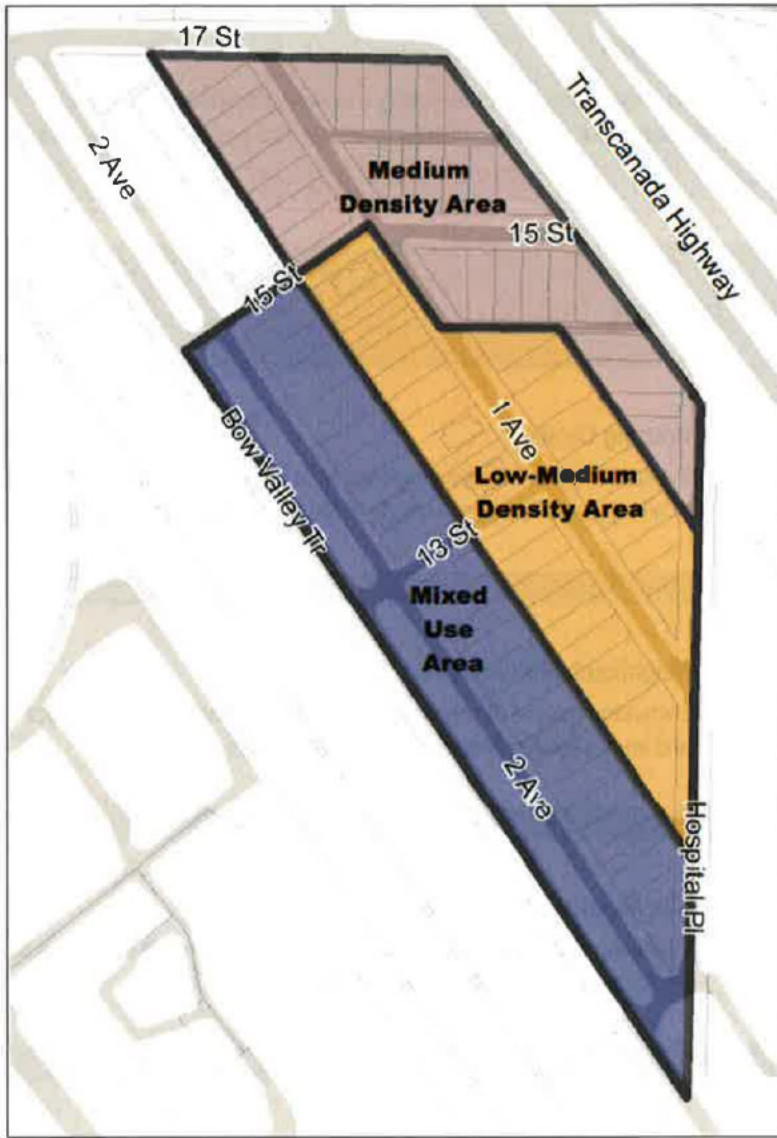 17 St
2 Ave
Transcanada Highway
Medium
Density Area
15 St
15 St
Bow Valley Tr
1 Ave
Low-Medium
Density Area
13 St
Mixed
Use
Area
2 Ave
Hospital Pl